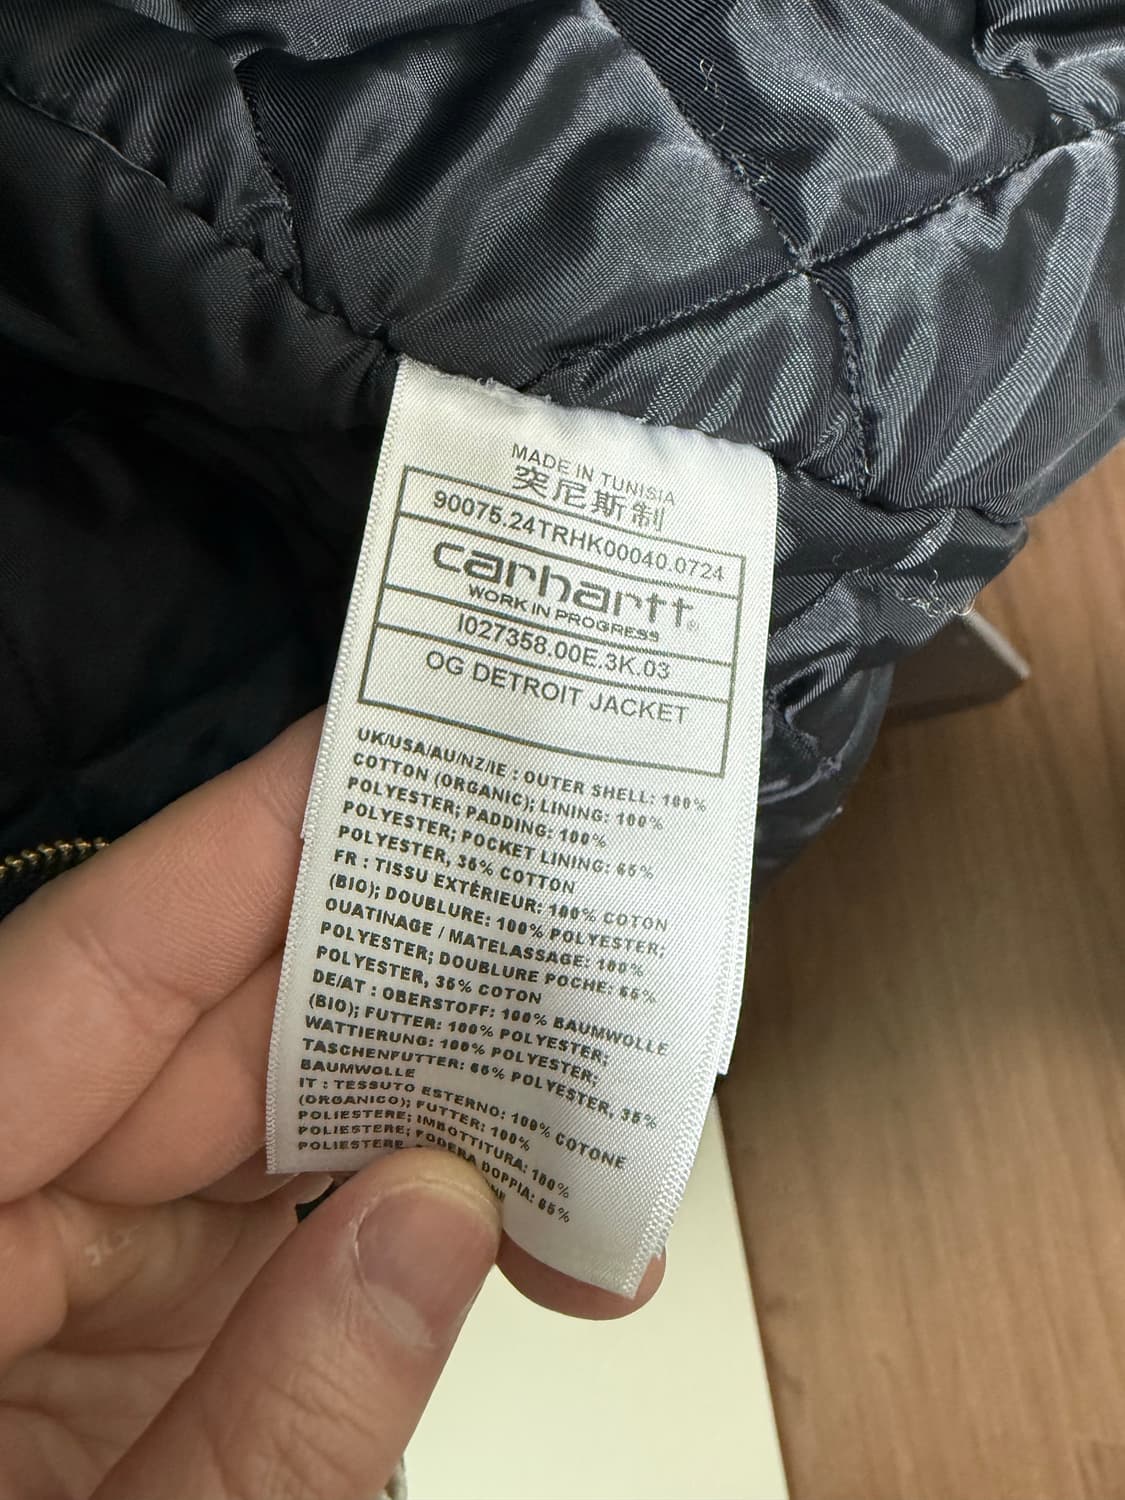 MADE IN TUNISIA
突尼斯制
90075.24TRHK00040.0724
carhartt®
WORK IN PROGRESS
I027358.00E.3K.03
OG DETROIT JACKET
UK/USA/AU/NZ/IE : OUTER SHELL: 100%
COTTON (ORGANIC); LINING: 100%
POLYESTER; PADDING: 100%
POLYESTER; POCKET LINING: 65%
POLYESTER, 35% COTTON
FR : TISSU EXTÉRIEUR: 100% COTON
(BIO); DOUBLURE: 100% POLYESTER;
OUATINAGE / MATELASSAGE: 100%
POLYESTER; DOUBLURE POCHE: 65%
POLYESTER, 35% COTON
DE/AT : OBERSTOFF: 100% BAUMWOLLE
(BIO); FUTTER: 100% POLYESTER;
WATTIERUNG: 100% POLYESTER;
TASCHENFUTTER: 65% POLYESTER, 35%
BAUMWOLLE
IT : TESSUTO ESTERNO: 100% COTONE
(ORGANICO); FUTTER: 100%
POLIESTERE; IMBOTTITURA: 100%
POLIESTERE; FODERA DOPPIA: 65%
POLIESTERE